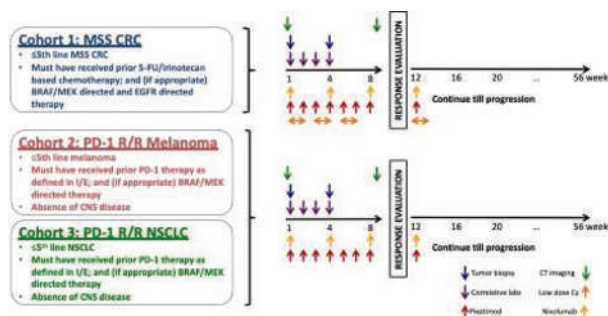 Cohort 1: MSS CRC
• ≤5th line MSS CRC
• Must have received prior 5-FU/irinotecan
based chemotherapy; and (if appropriate)
BRAF/MEK directed and EGFR directed
therapy
Cohort 2: PD-1 R/R Melanoma
• ≤5th line melanoma
• Must have received prior PD-1 therapy as
defined in I/E; and (if appropriate) BRAF/MEK
directed therapy
• Absence of CNS disease
Cohort 3: PD-1 R/R NSCLC
• ≤5th line NSCLC
• Must have received prior PD-1 therapy as
defined in I/E; and (if appropriate) BRAF/MEK
directed therapy
• Absence of CNS disease
1 4 8
RESPONSE EVALUATION
12 16 20 ... 56 week
Continue till progression
1 4 8
RESPONSE EVALUATION
12 16 20 ... 56 week
Continue till progression
Tumor biopsy CT imaging
Correlative labs Low dose Cy
Pixatimod Nivolumab